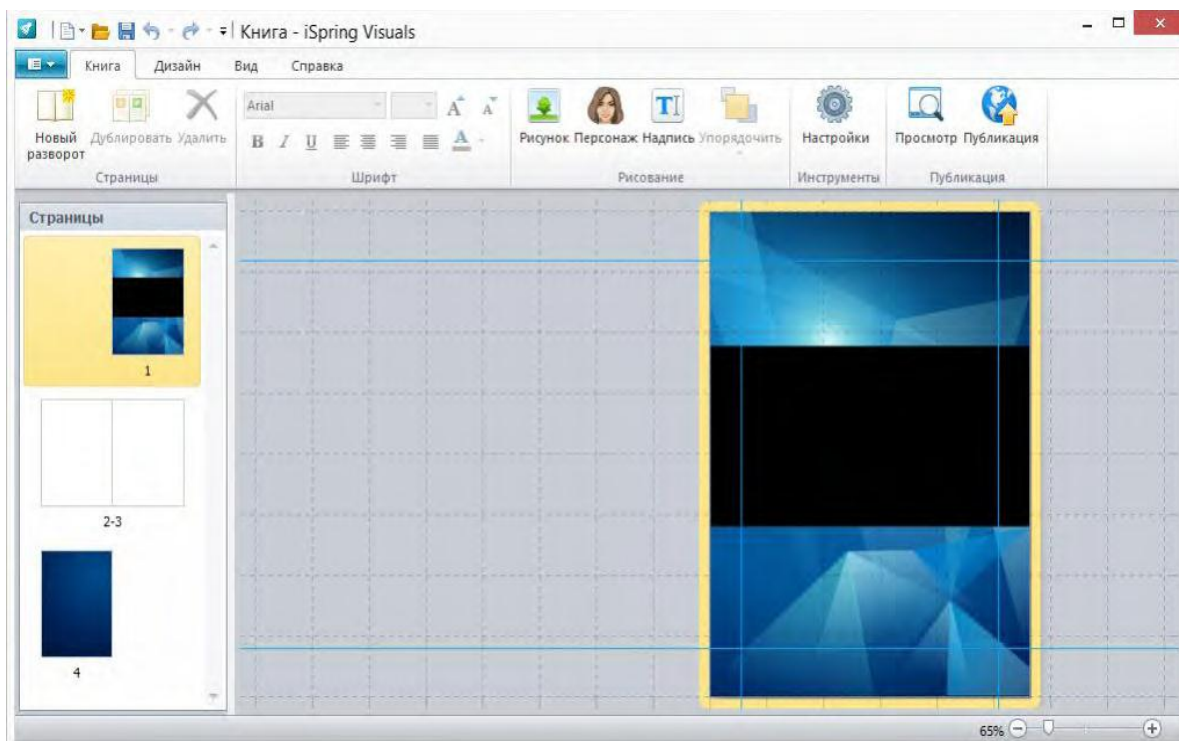 Книга - iSpring Visuals
Книга Дизайн Вид Справка
Новый разворот Дублировать Удалить
Arial
B I U A
Рисунок Персонаж Надпись Упорядочить
Настройки
Просмотр Публикация
Страницы Шрифт Рисование Инструменты Публикация
Страницы
1
2-3
4
65%